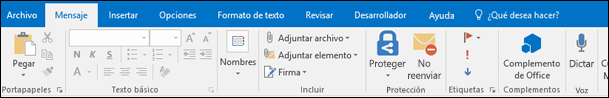 Archivo Mensaje Insertar Opciones Formato de texto Revisar Desarrollador Ayuda ¿Qué desea hacer?
Pegar
N K S
A
Nombres
Adjuntar archivo
Adjuntar elemento
Firma
Proteger
No reenviar
Complemento de Office
Dictar
Portapapeles Texto básico Incluir Protección Etiquetas Complementos Voz